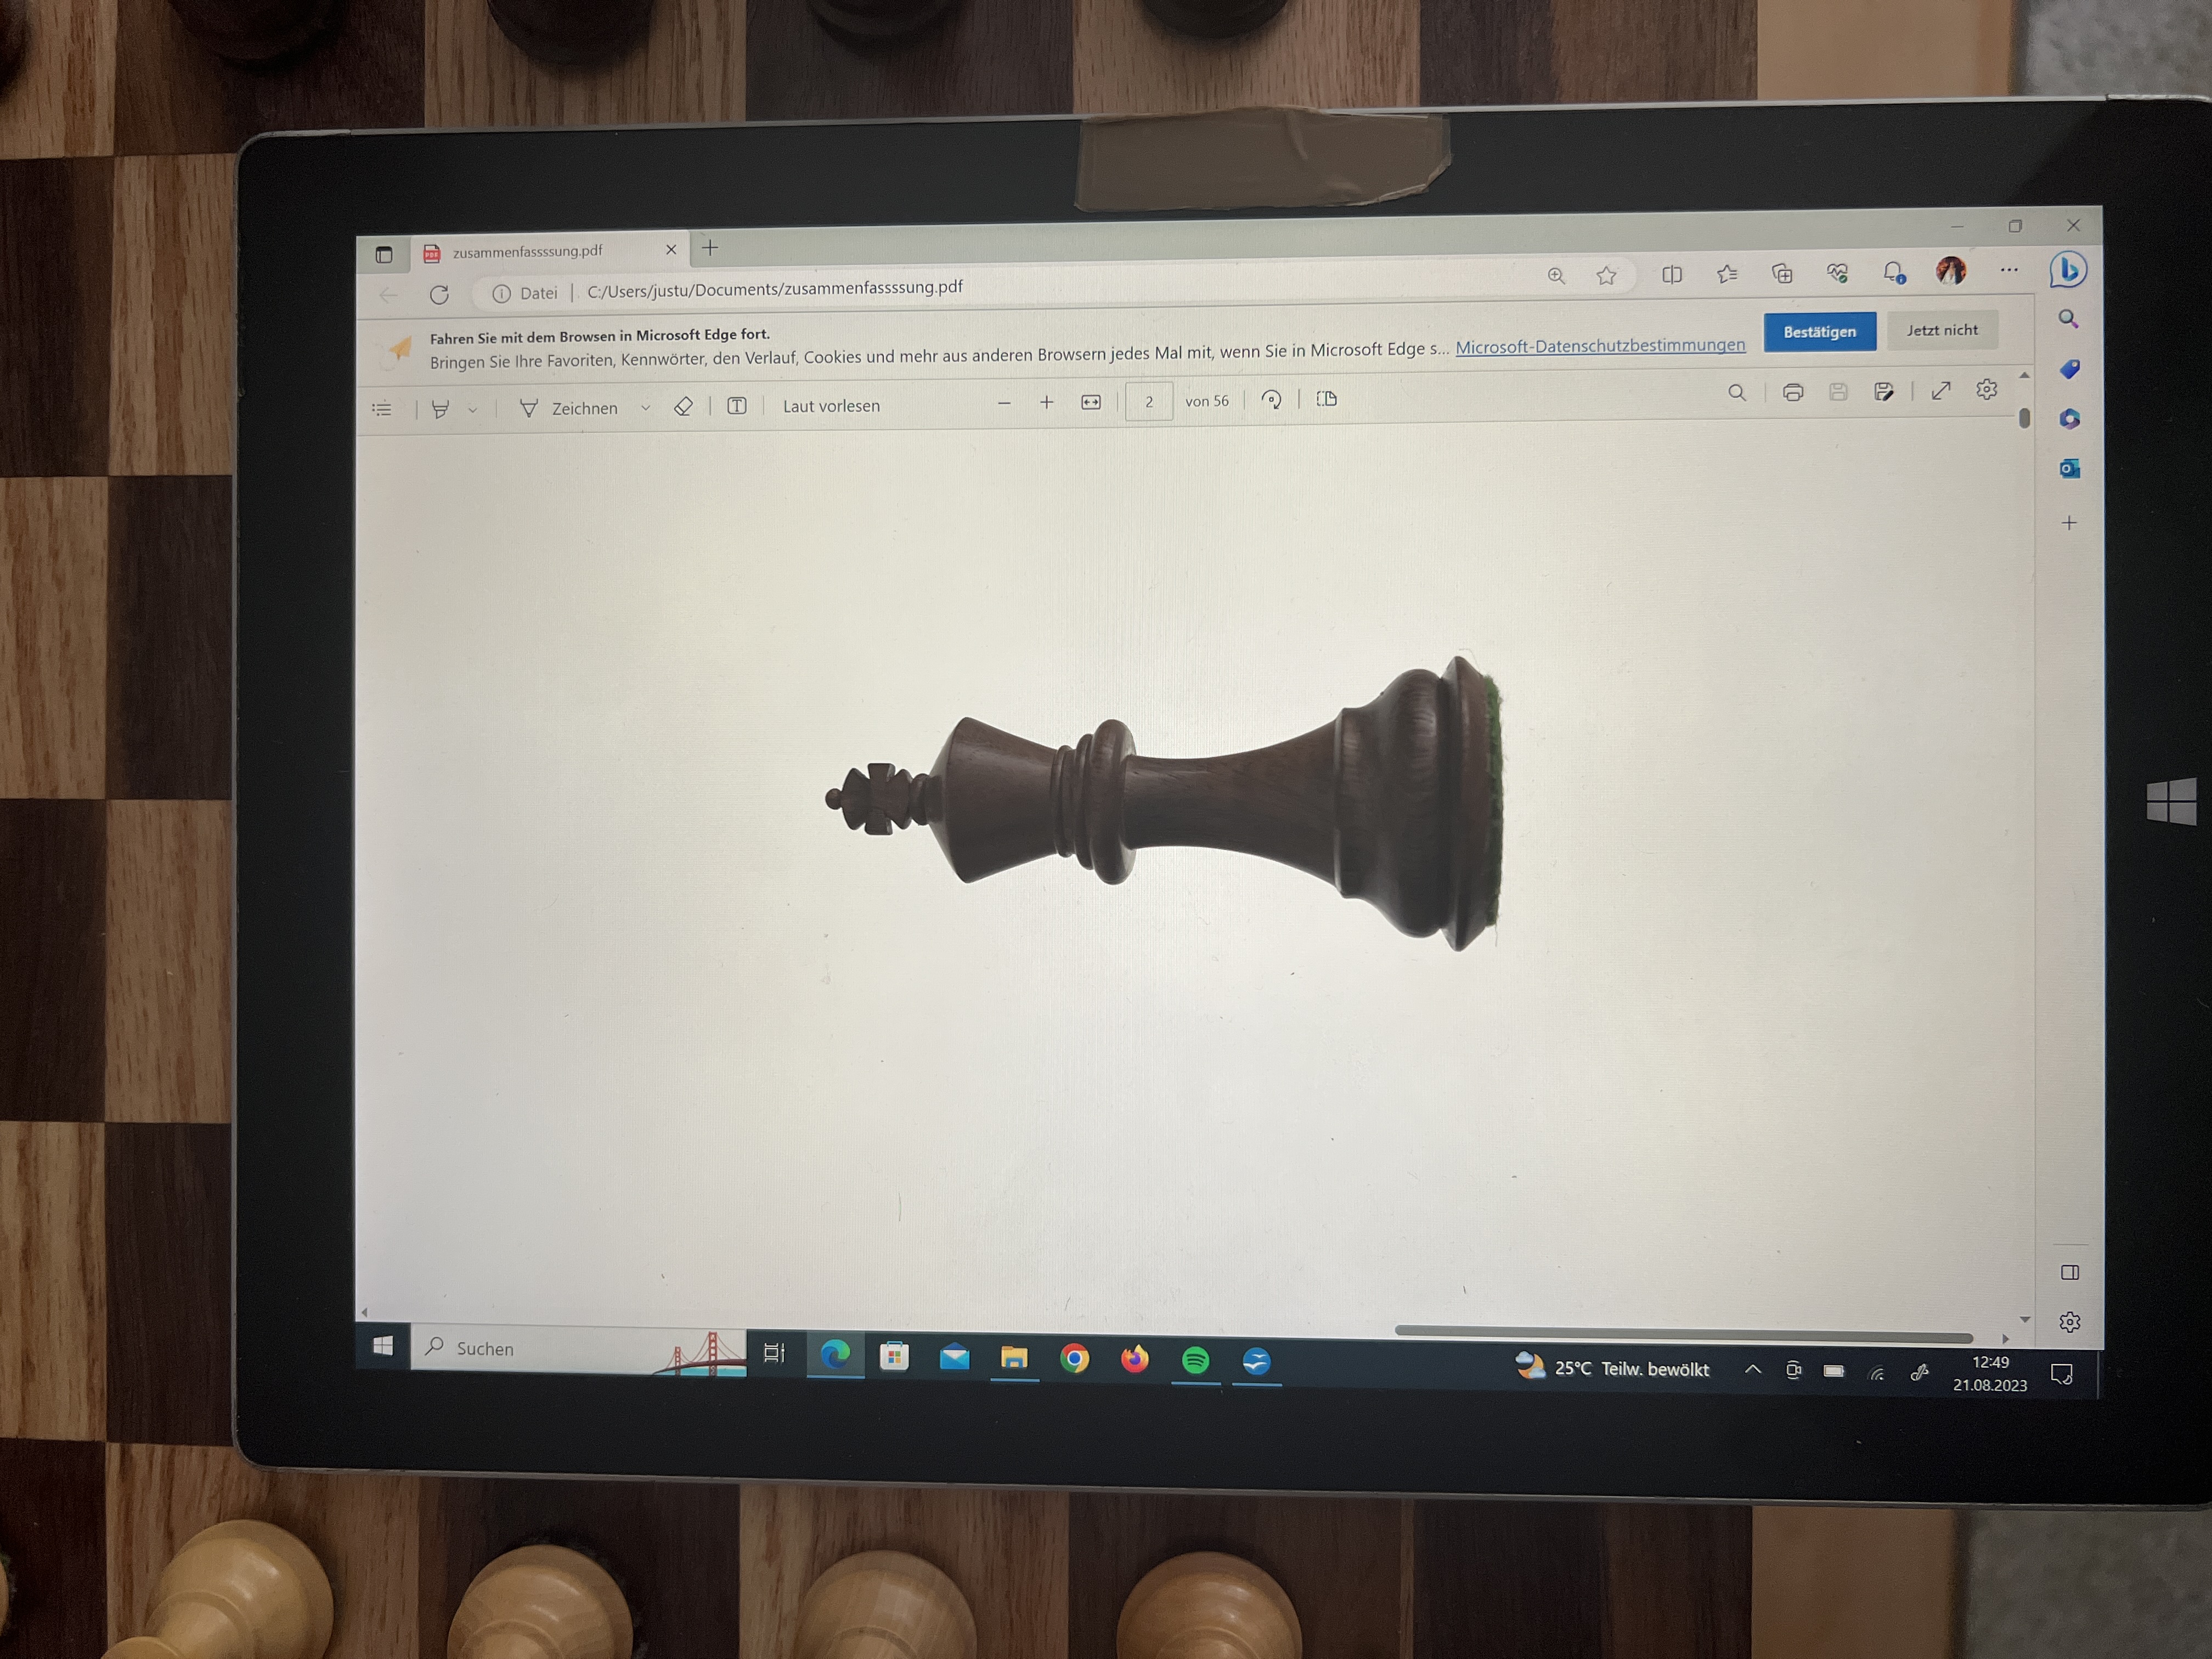 zusammenfassssung.pdf
Datei | C:/Users/justu/Documents/zusammenfassssung.pdf
Fahren Sie mit dem Browsen in Microsoft Edge fort.
Bringen Sie Ihre Favoriten, Kennwörter, den Verlauf, Cookies und mehr aus anderen Browsern jedes Mal mit, wenn Sie in Microsoft Edge s... Microsoft-Datenschutzbestimmungen
Bestätigen
Jetzt nicht
Zeichnen
Laut vorlesen
2 von 56
Suchen
25°C Teilw. bewölkt
12:49
21.08.2023